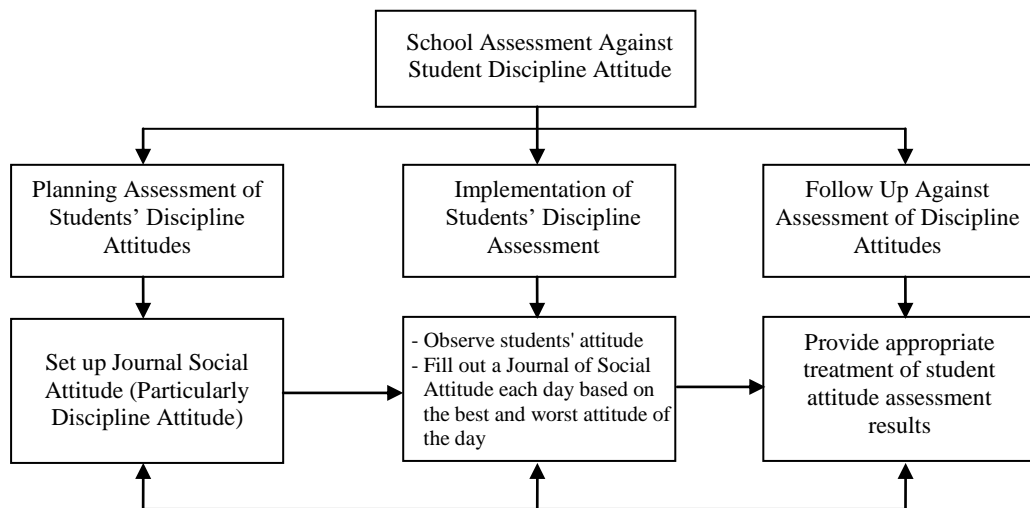 School Assessment Against
Student Discipline Attitude
Planning Assessment of
Students’ Discipline
Attitudes
Implementation of
Students’ Discipline
Assessment
Follow Up Against
Assessment of Discipline
Attitudes
Set up Journal Social
Attitude (Particularly
Discipline Attitude)
- Observe students' attitude
- Fill out a Journal of Social
Attitude each day based on
the best and worst attitude of
the day
Provide appropriate
treatment of student
attitude assessment
results